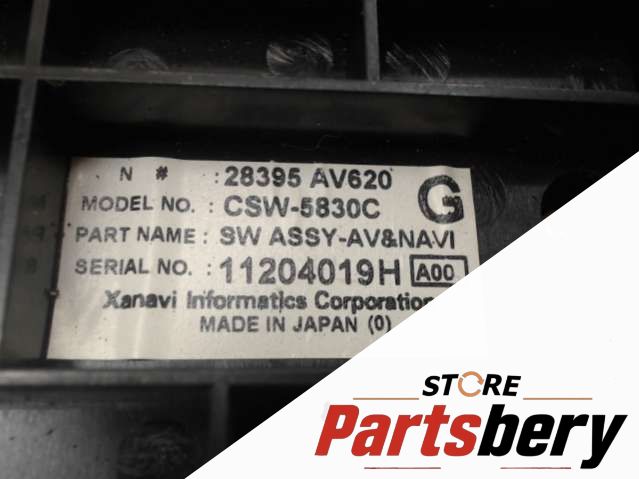 N # : 28395 AV620
MODEL NO. : CSW-5830C G
PART NAME : SW ASSY-AV&NAVI
SERIAL NO. : 11204019H A00
Xanavi Informatics Corporation
MADE IN JAPAN (0)
STORE
Partsbery